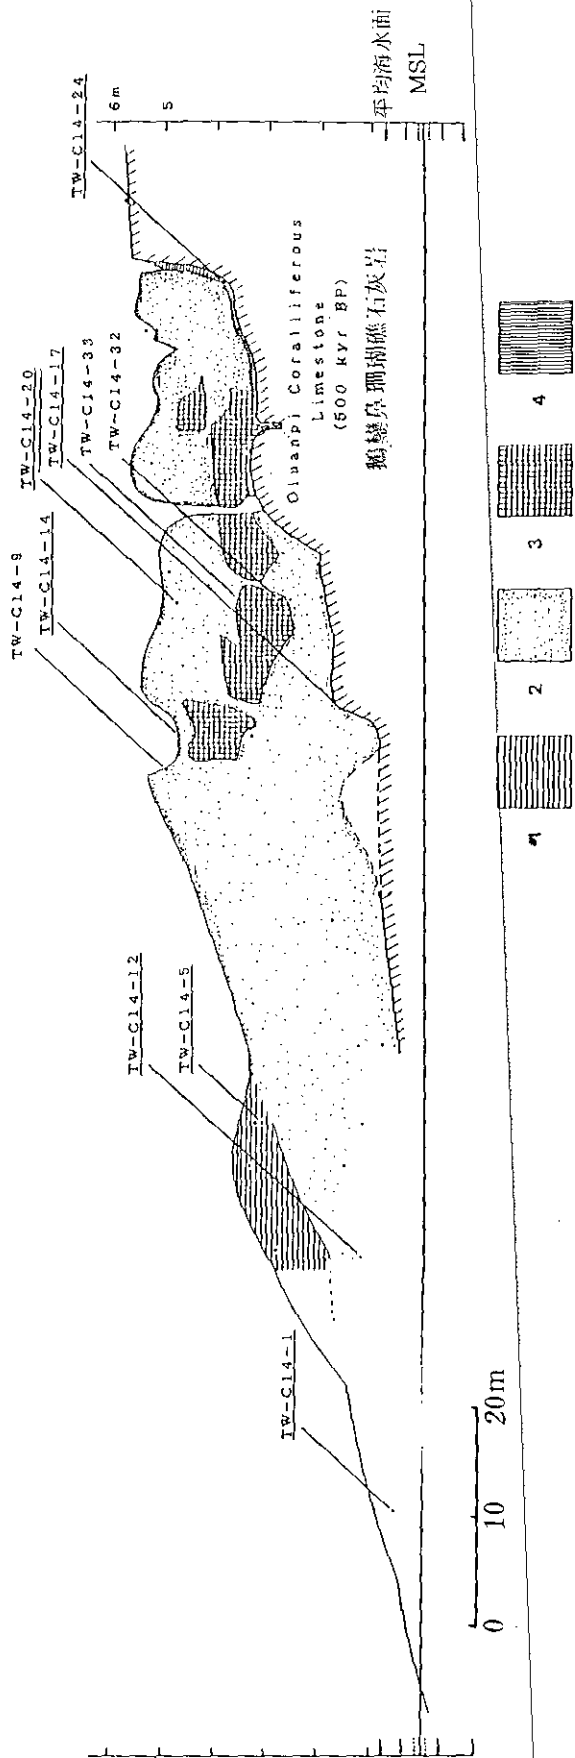 TW-C14-1
TW-C14-12
TW-C14-5
TW-C14-9
TW-C14-14
TW-C14-20
TW-C14-17
TW-C14-33
TW-C14-32
TW-C14-24
6m
5
平均海水面
MSL
Oluanpi Coralliferous
Limestone
(500 kyr BP)
鵝鑾鼻珊瑚礁石灰岩
0 10 20m
1 2 3 4